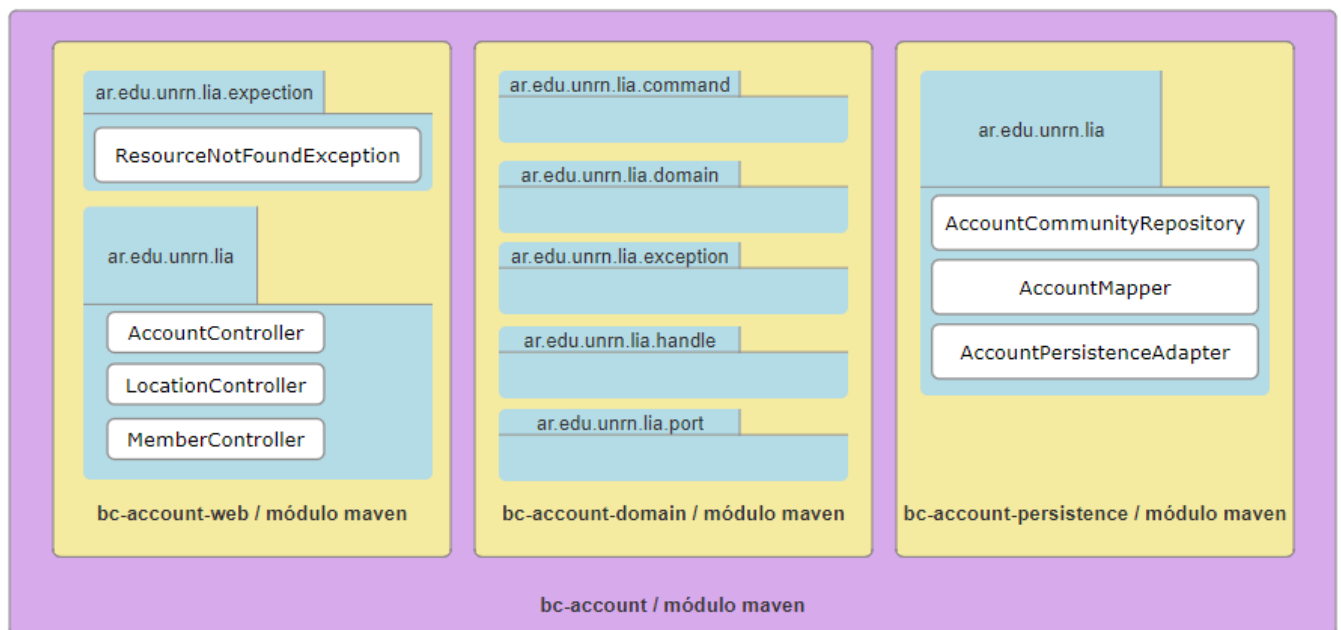 ar.edu.unrn.lia.expection
ResourceNotFoundException
ar.edu.unrn.lia
AccountController
LocationController
MemberController
bc-account-web / módulo maven
ar.edu.unrn.lia.command
ar.edu.unrn.lia.domain
ar.edu.unrn.lia.exception
ar.edu.unrn.lia.handle
ar.edu.unrn.lia.port
bc-account-domain / módulo maven
ar.edu.unrn.lia
AccountCommunityRepository
AccountMapper
AccountPersistenceAdapter
bc-account-persistence / módulo maven
bc-account / módulo maven